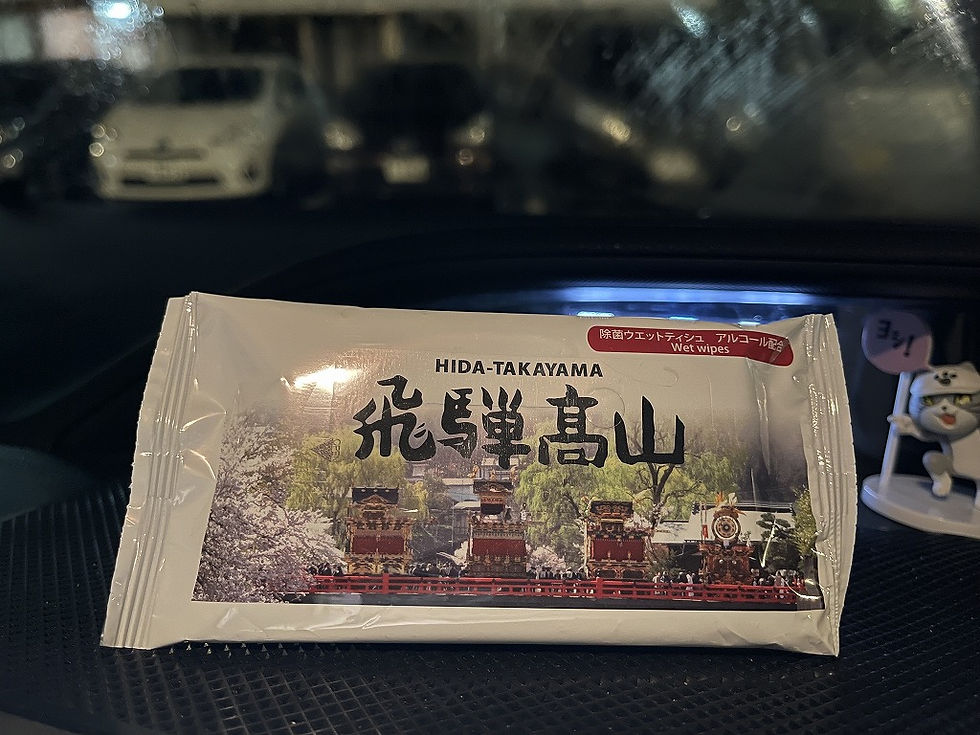 除菌ウエットティシュ　アルコール配合
Wet wipes
HIDA-TAKAYAMA
飛騨高山
ヨシ!